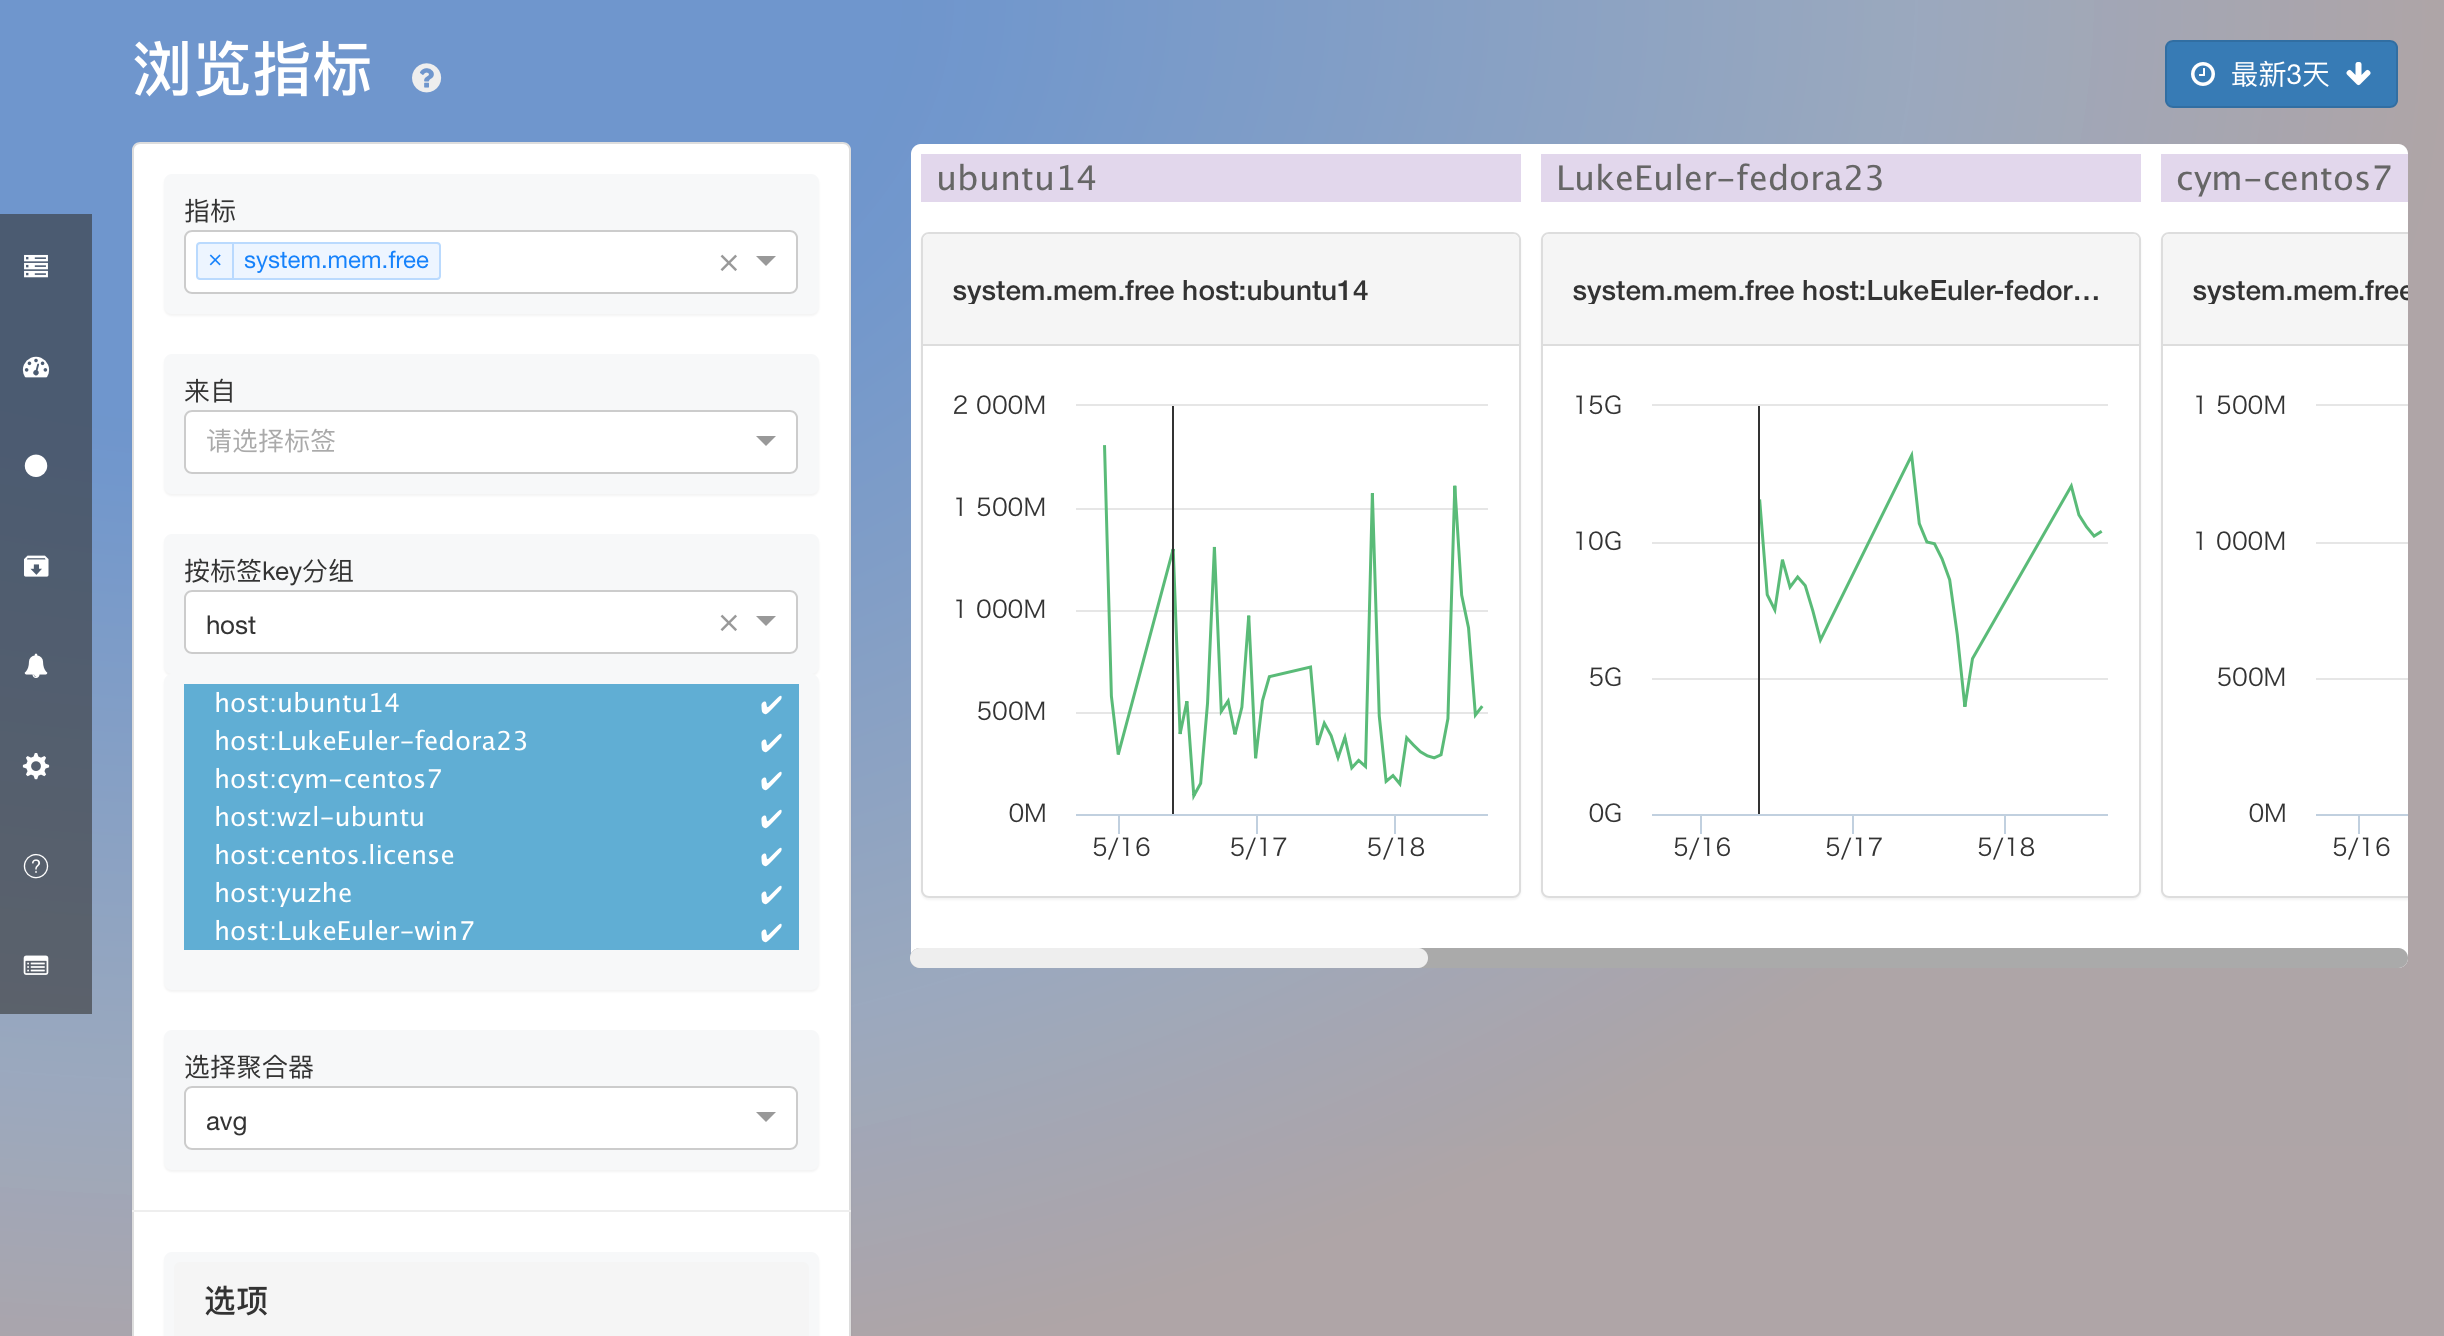 浏览指标
最新3天
指标
× system.mem.free
来自
请选择标签
按标签key分组
host
host:ubuntu14
host:LukeEuler-fedora23
host:cym-centos7
host:wzl-ubuntu
host:centos.license
host:yuzhe
host:LukeEuler-win7
选择聚合器
avg
选项
ubuntu14
system.mem.free host:ubuntu14
2 000M
1 500M
1 000M
500M
0M
5/16 5/17 5/18
LukeEuler-fedora23
system.mem.free host:LukeEuler-fedor...
15G
10G
5G
0G
5/16 5/17 5/18
cym-centos7
system.mem.free
1 500M
1 000M
500M
0M
5/16